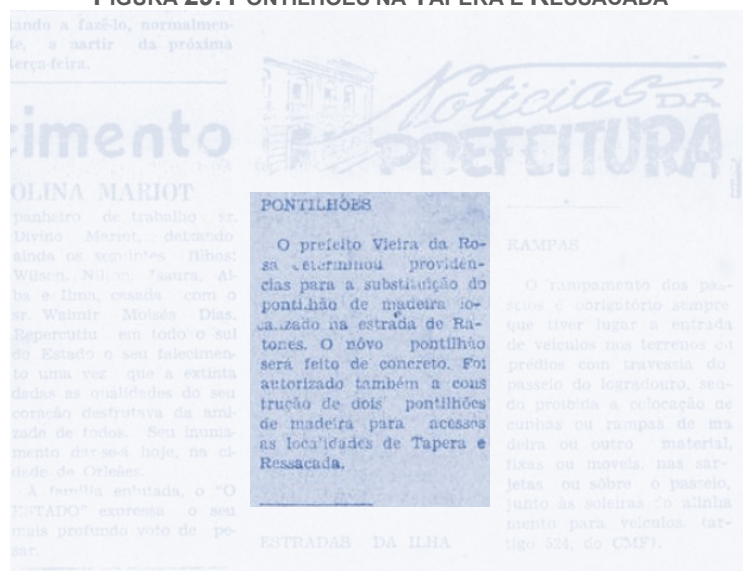 FIGURA 29: PONTILHÕES NA TAPERA E RESSACADA
tando a fazê-lo, normalmen-
te, a partir da próxima
terça-feira.
cimento
OLINA MARIOT
panheiro de trabalho sr.
Divino Mariot, deixando
ainda os seguintes filhos:
Wilson, Nilton, Isaura, Al-
ba e Ilma, casada com o
sr. Walmir Moisés Dias.
Repercutiu em todo o sul
do Estado o seu falecimen-
to uma vez que a extinta
dadas as qualidades do seu
coração desfrutava da ami-
zade de todos. Seu inuma-
mento dar-se-á hoje, na ci-
dade de Orleães.
A família enlutada, o "O
ESTADO" expressa o seu
mais profundo voto de pe-
sar.
Noticias DA
PREFEITURA
PONTILHÕES
O prefeito Vieira da Ro-
sa determinou providên-
cias para a substituição do
pontilhão de madeira lo-
calizado na estrada de Ra-
tones. O nôvo pontilhão
será feito de concreto. Foi
autorizado também a cons
trução de dois pontilhões
de madeira para acessos
as localidades de Tapera e
Ressacada.
ESTRADAS DA ILHA
RAMPAS
O rampamento dos pas-
seios é obrigatório sempre
que tiver lugar a entrada
de veículos nos terrenos ou
prédios com travessia do
passeio do logradouro, sen-
do proibida a colocação de
cunhas ou rampas de ma
deira ou outro material,
fixas ou moveis, nas sar-
jetas ou sôbre o passeio,
junto às soleiras do alinha
mento para veículos. (ar-
tigo 524, do CMF).